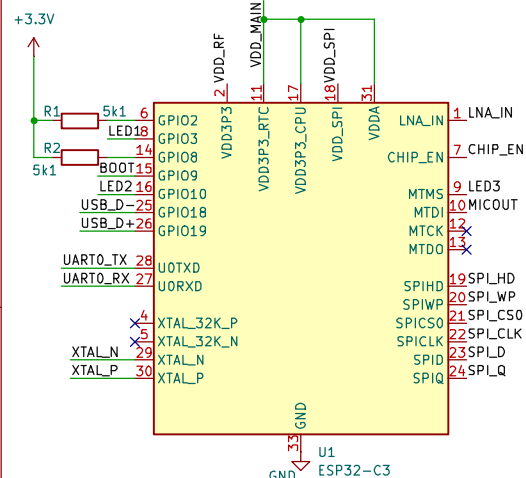 +3.3V
VDD_RF
VDD_MAIN
VDD_SPI
2
11
17
18
31
R1
5k1
6
GPIO2
LED1
8
GPIO3
R2
5k1
14
GPIO8
BOOT
15
GPIO9
LED2
16
GPIO10
USB_D-
25
GPIO18
USB_D+
26
GPIO19
UART0_TX
28
U0TXD
UART0_RX
27
U0RXD
4
XTAL_32K_P
5
XTAL_32K_N
XTAL_N
29
XTAL_N
XTAL_P
30
XTAL_P
VDD3P3
VDD3P3_RTC
VDD3P3_CPU
VDD_SPI
VDDA
LNA_IN
1
LNA_IN
CHIP_EN
7
CHIP_EN
MTMS
9
LED3
MTDI
10
MICOUT
MTCK
12
MTDO
13
SPIHD
19
SPI_HD
SPIWP
20
SPI_WP
SPICS0
21
SPI_CS0
SPICLK
22
SPI_CLK
SPID
23
SPI_D
SPIQ
24
SPI_Q
GND
33
GND
U1
ESP32-C3